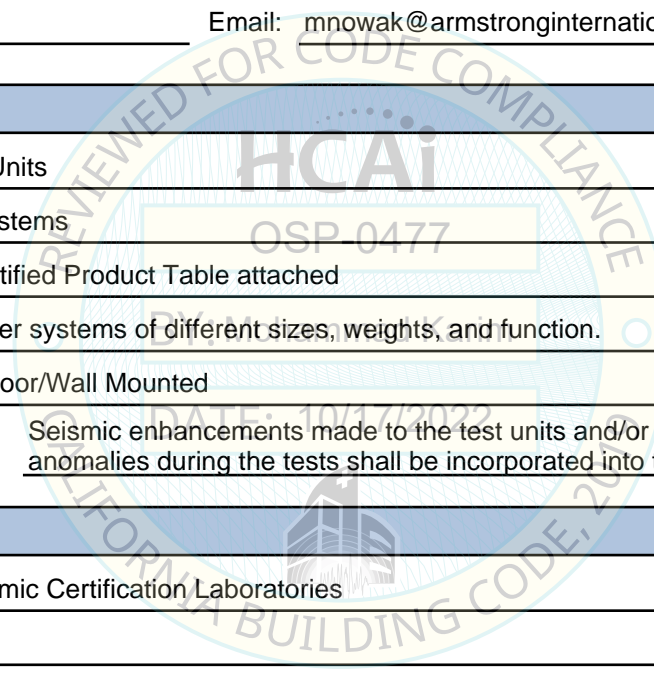 Email: mnowak@armstronginternatio
REVIEWED FOR CODE COMPLIANCE
HCAi
Units
stems
OSP-0477
tified Product Table attached
er systems of different sizes, weights, and function.
BY: Mohammad Karim
oor/Wall Mounted
DATE: 10/17/2022
Seismic enhancements made to the test units and/or
anomalies during the tests shall be incorporated into
mic Certification Laboratories
CALIFORNIA BUILDING CODE, 2019